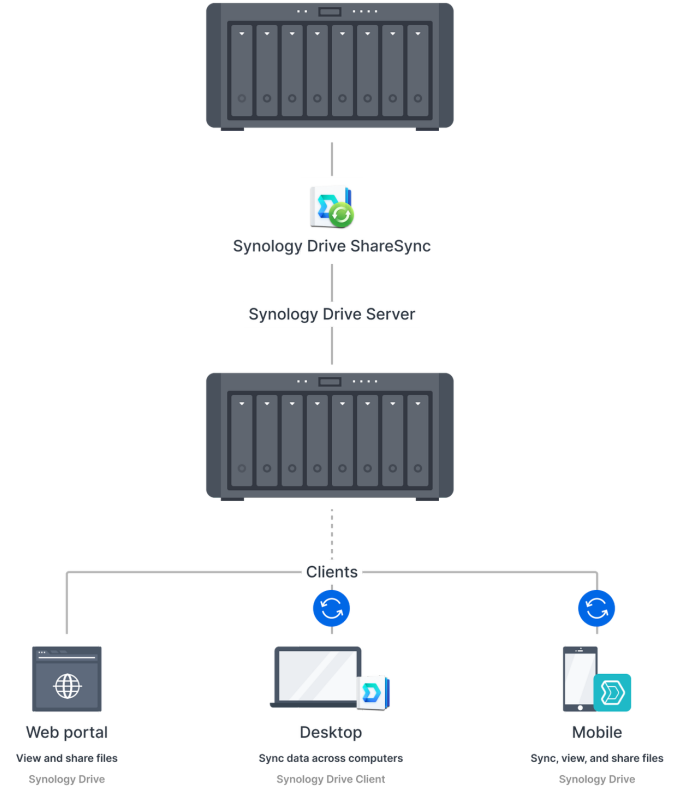 Synology Drive ShareSync
Synology Drive Server
Clients
Web portal
View and share files
Synology Drive
Desktop
Sync data across computers
Synology Drive Client
Mobile
Sync, view, and share files
Synology Drive